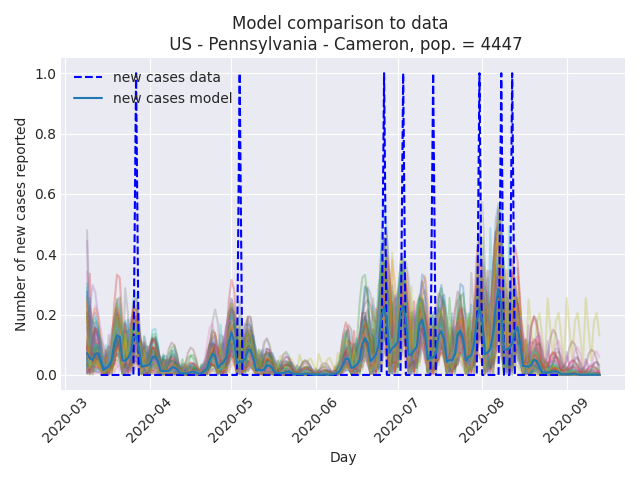 Model comparison to data
US - Pennsylvania - Cameron, pop. = 4447
new cases data
new cases model
Number of new cases reported
1.0
0.8
0.6
0.4
0.2
0.0
2020-03
2020-04
2020-05
2020-06
2020-07
2020-08
2020-09
Day